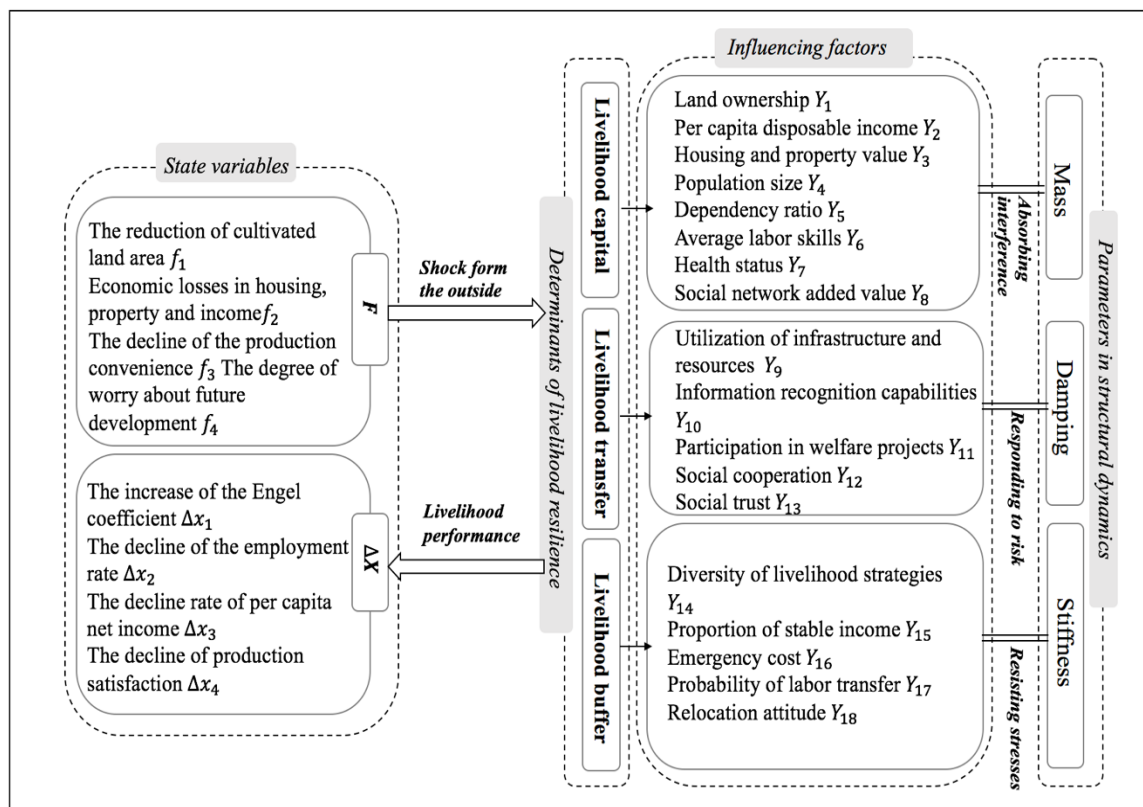 State variables
The reduction of cultivated
land area f₁
Economic losses in housing,
property and income f₂
The decline of the production
convenience f₃ The degree of
worry about future
development f₄
F
The increase of the Engel
coefficient Δx₁
The decline of the employment
rate Δx₂
The decline rate of per capita
net income Δx₃
The decline of production
satisfaction Δx₄
ΔX
Shock form
the outside
Livelihood
performance
Determinants of livelihood resilience
Livelihood capital
Livelihood transfer
Livelihood buffer
Influencing factors
Land ownership Y₁
Per capita disposable income Y₂
Housing and property value Y₃
Population size Y₄
Dependency ratio Y₅
Average labor skills Y₆
Health status Y₇
Social network added value Y₈
Utilization of infrastructure and
resources Y₉
Information recognition capabilities
Y₁₀
Participation in welfare projects Y₁₁
Social cooperation Y₁₂
Social trust Y₁₃
Diversity of livelihood strategies
Y₁₄
Proportion of stable income Y₁₅
Emergency cost Y₁₆
Probability of labor transfer Y₁₇
Relocation attitude Y₁₈
Absorbing
interference
Responding to risk
Resisting stresses
Mass
Damping
Stiffness
Parameters in structural dynamics